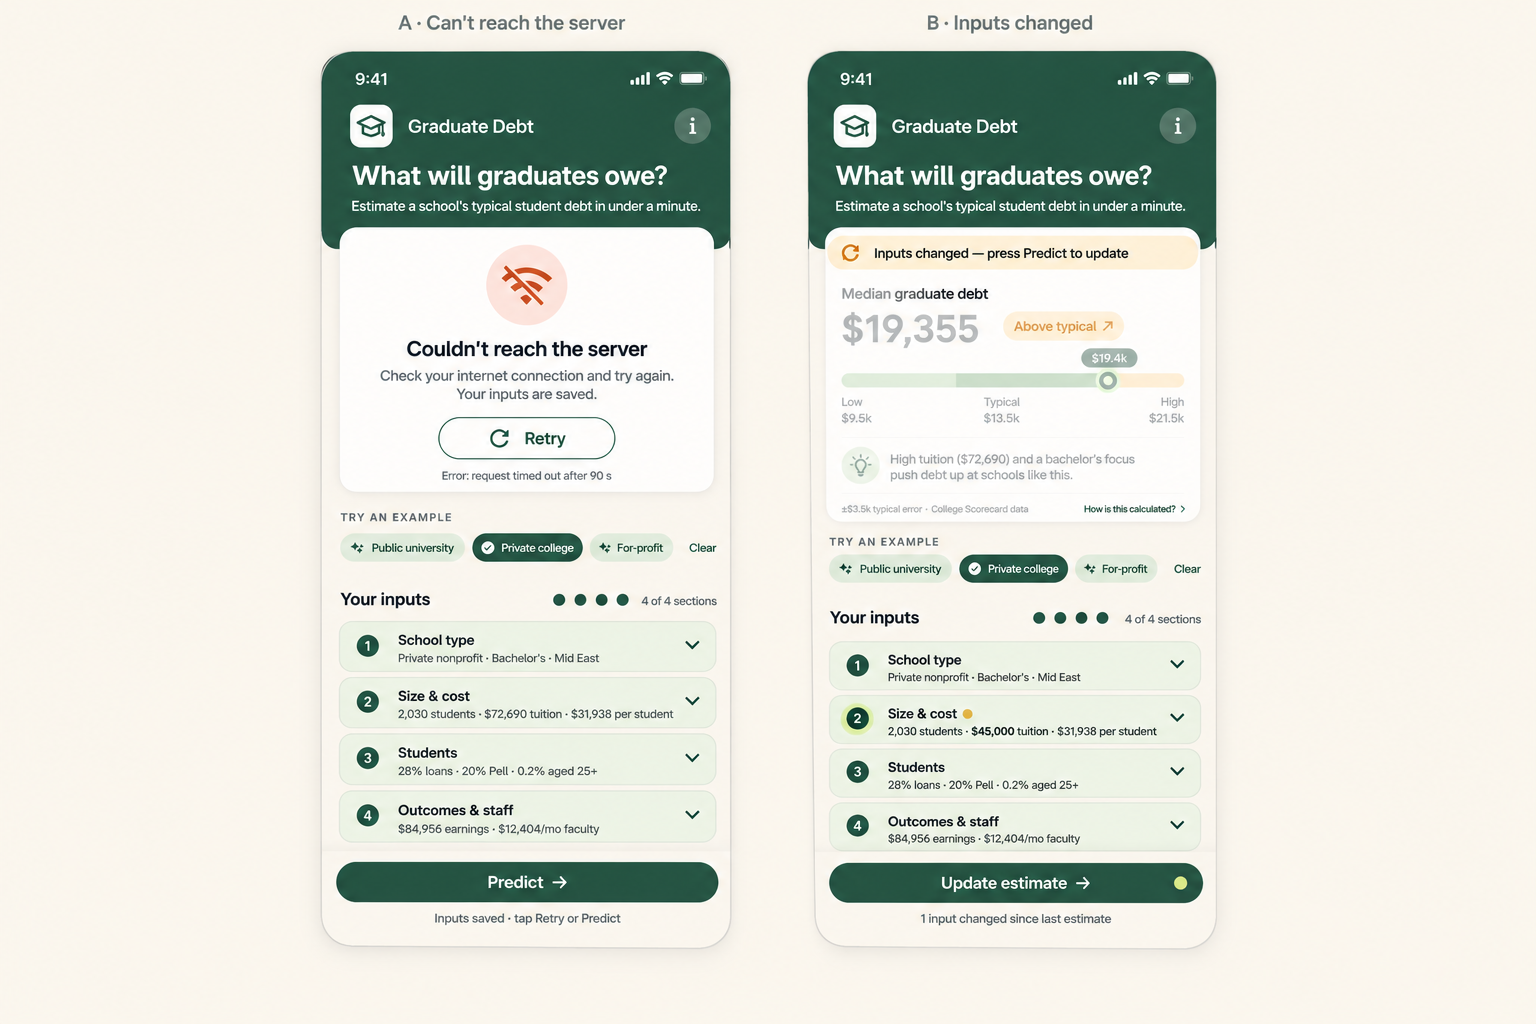 A · Can't reach the server
9:41
Graduate Debt
i
What will graduates owe?
Estimate a school's typical student debt in under a minute.
Couldn't reach the server
Check your internet connection and try again.
Your inputs are saved.
Retry
Error: request timed out after 90 s
TRY AN EXAMPLE
Public university
Private college
For-profit
Clear
Your inputs
4 of 4 sections
1
School type
Private nonprofit · Bachelor's · Mid East
2
Size & cost
2,030 students · $72,690 tuition · $31,938 per student
3
Students
28% loans · 20% Pell · 0.2% aged 25+
4
Outcomes & staff
$84,956 earnings · $12,404/mo faculty
Predict →
Inputs saved · tap Retry or Predict
B · Inputs changed
9:41
Graduate Debt
i
What will graduates owe?
Estimate a school's typical student debt in under a minute.
Inputs changed — press Predict to update
Median graduate debt
$19,355
Above typical ↗
$19.4k
Low
Typical
High
$9.5k
$13.5k
$21.5k
High tuition ($72,690) and a bachelor's focus
push debt up at schools like this.
±$3.5k typical error · College Scorecard data
How is this calculated? >
TRY AN EXAMPLE
Public university
Private college
For-profit
Clear
Your inputs
4 of 4 sections
1
School type
Private nonprofit · Bachelor's · Mid East
2
Size & cost
2,030 students · $45,000 tuition · $31,938 per student
3
Students
28% loans · 20% Pell · 0.2% aged 25+
4
Outcomes & staff
$84,956 earnings · $12,404/mo faculty
Update estimate →
1 input changed since last estimate